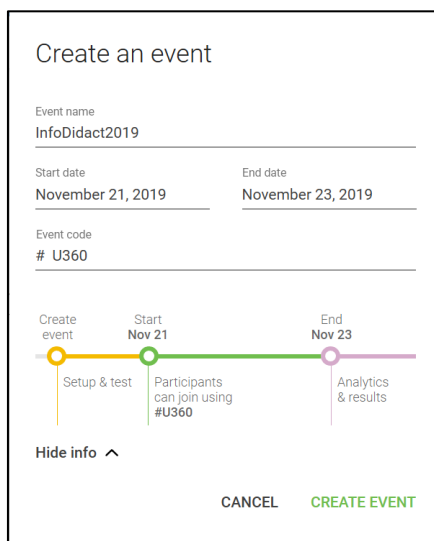 Create an event
Event name
InfoDidact2019
Start date
End date
November 21, 2019
November 23, 2019
Event code
# U360
Create
event
Start
Nov 21
End
Nov 23
Setup & test
Participants
can join using
#U360
Analytics
& results
Hide info
CANCEL
CREATE EVENT